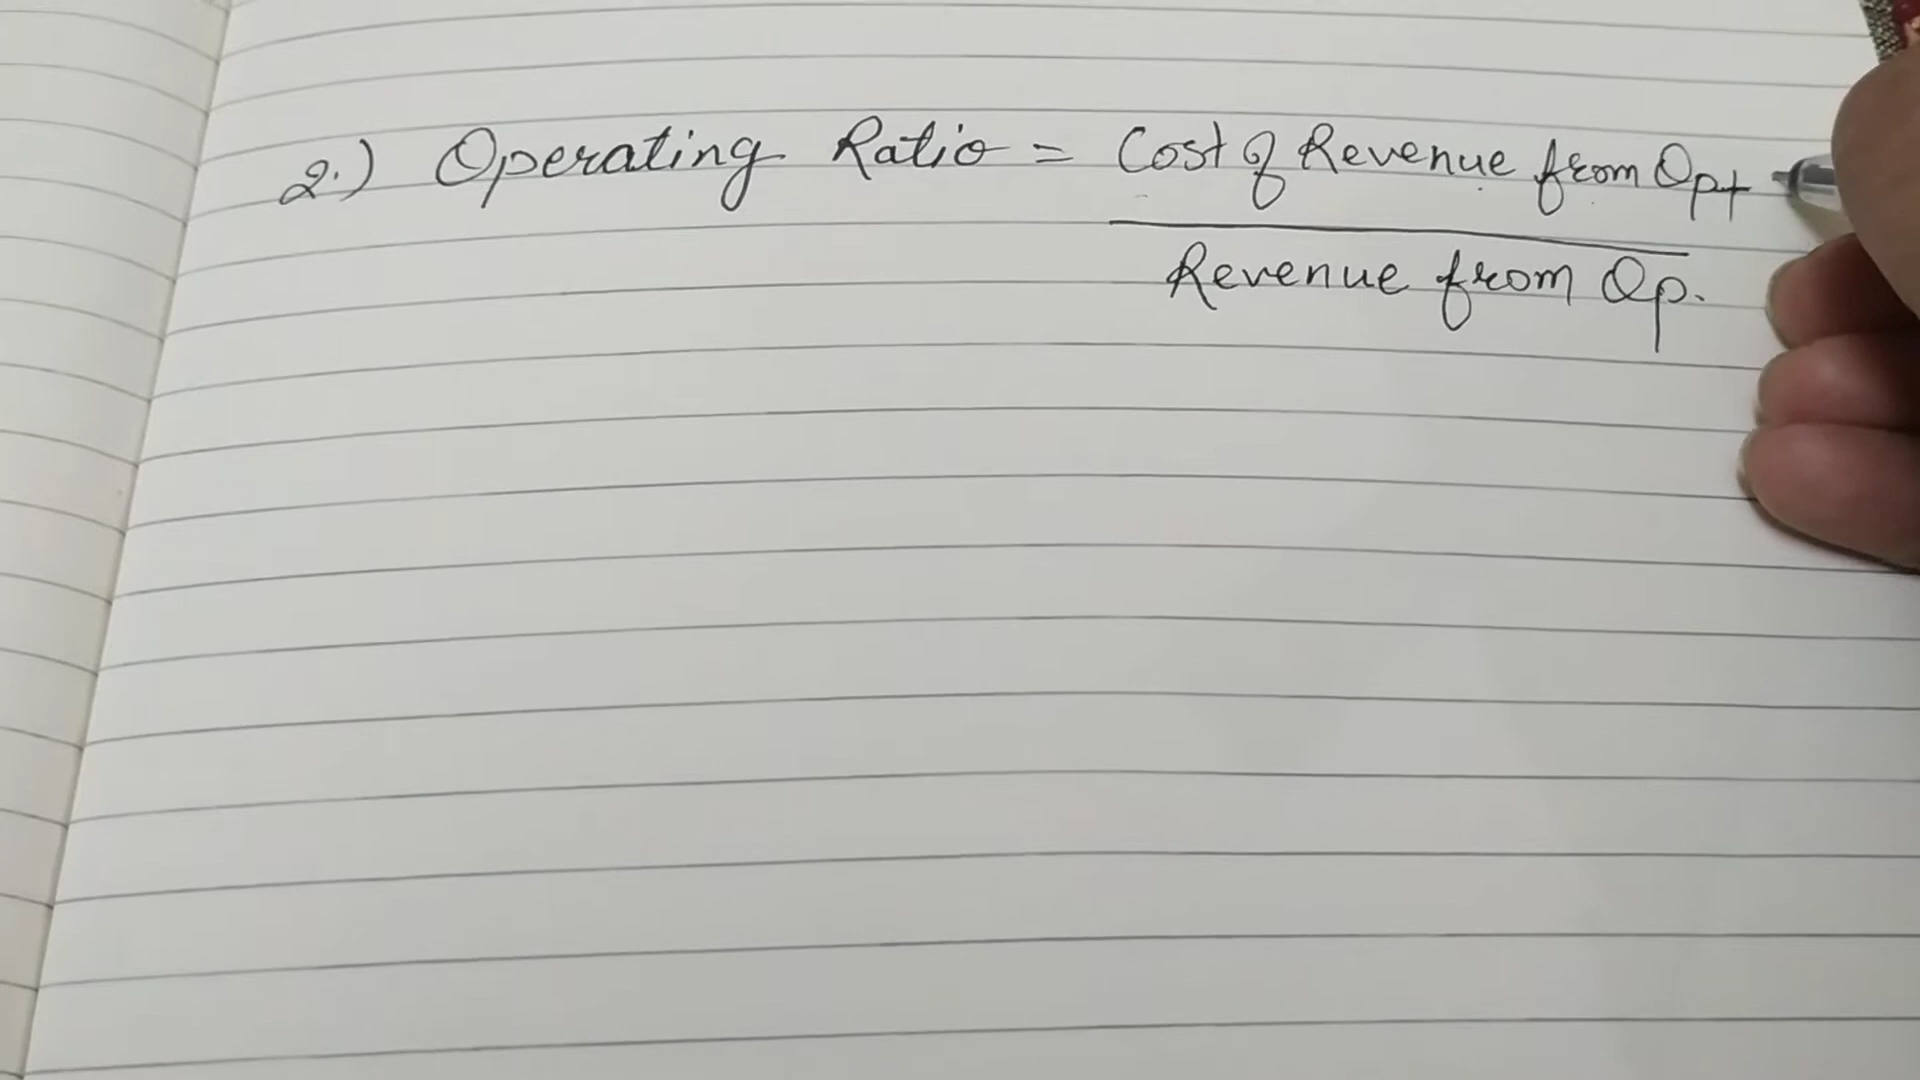 2.) Operating Ratio = Cost of Revenue from Op+
Revenue from Op.